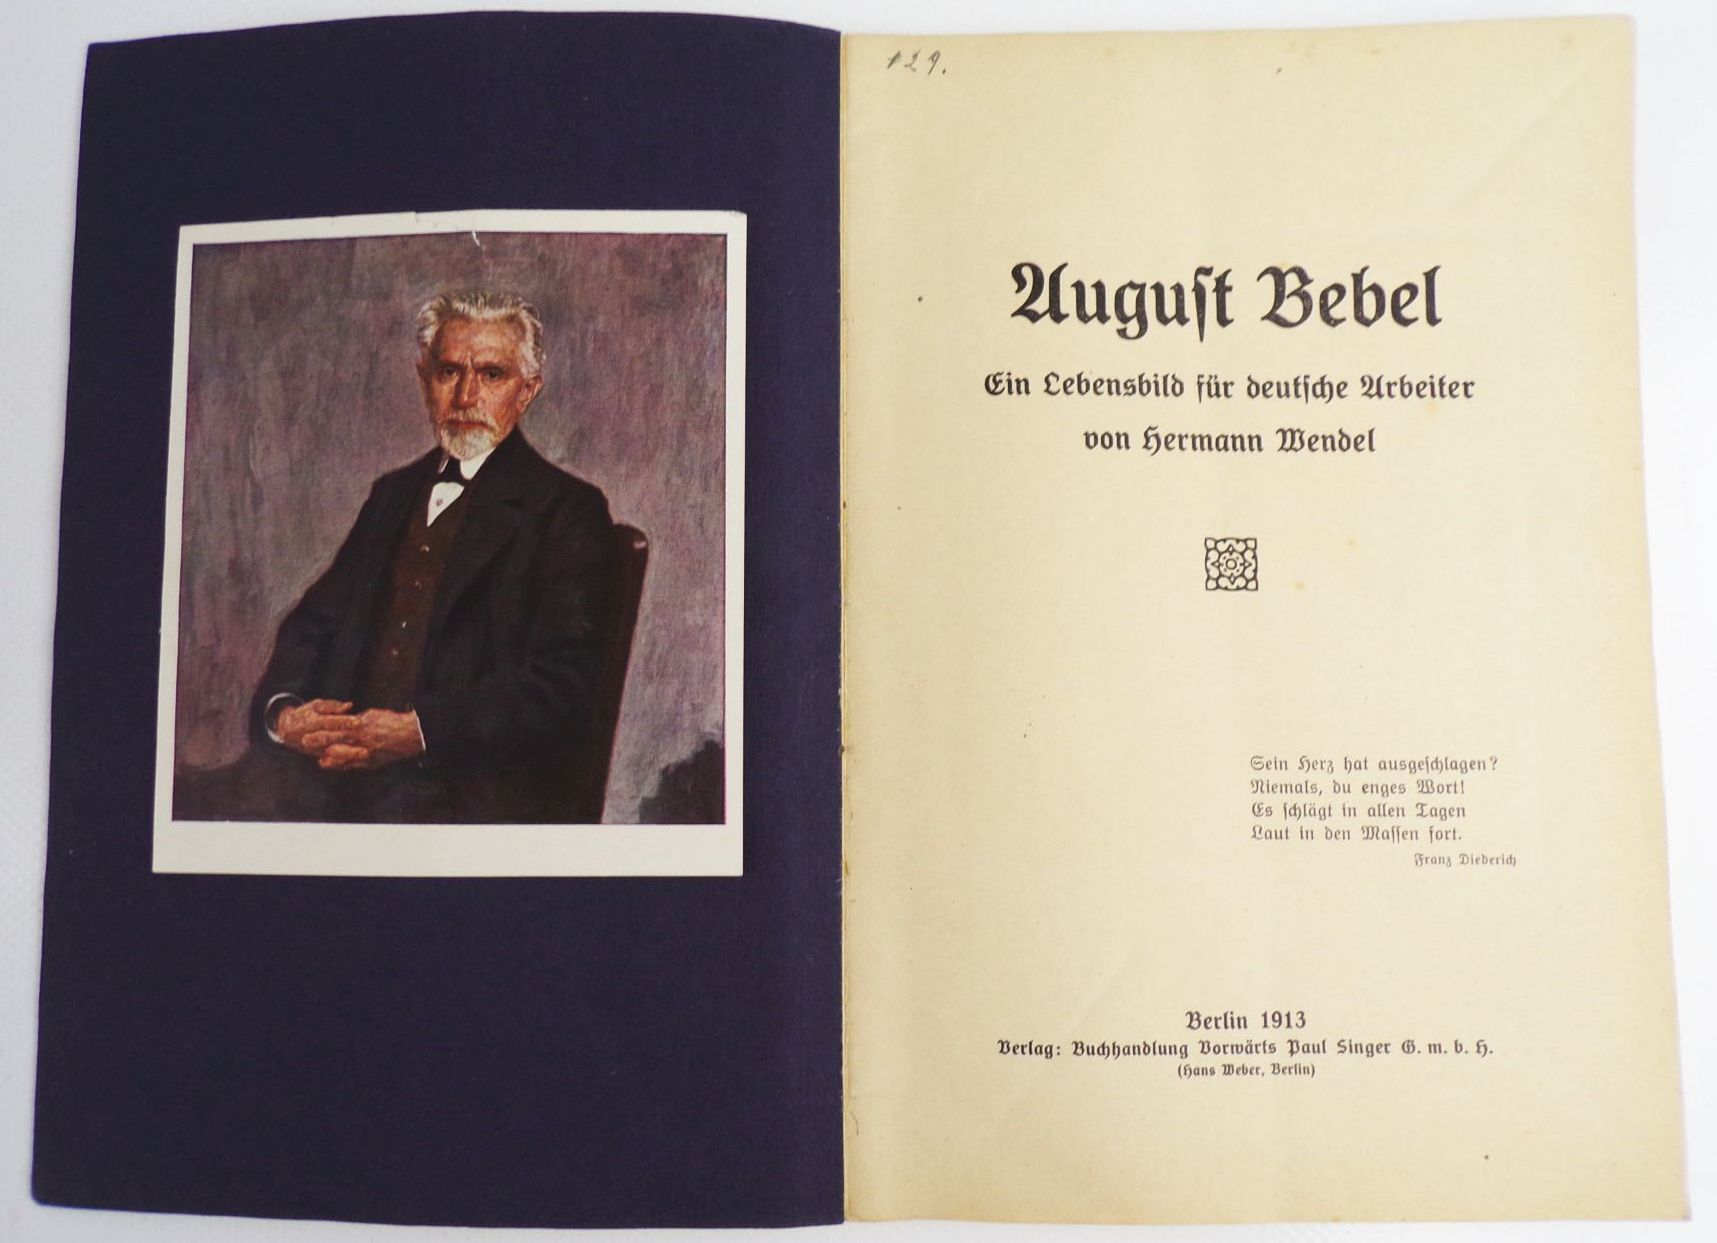 129.
August Bebel
Ein Lebensbild für deutsche Arbeiter
von Hermann Wendel
Sein Herz hat ausgeschlagen?
Niemals, du enges Wort!
Es schlägt in allen Tagen
Laut in den Massen fort.
Franz Diederich
Berlin 1913
Verlag: Buchhandlung Vorwärts Paul Singer G. m. b. H.
(Hans Weber, Berlin)